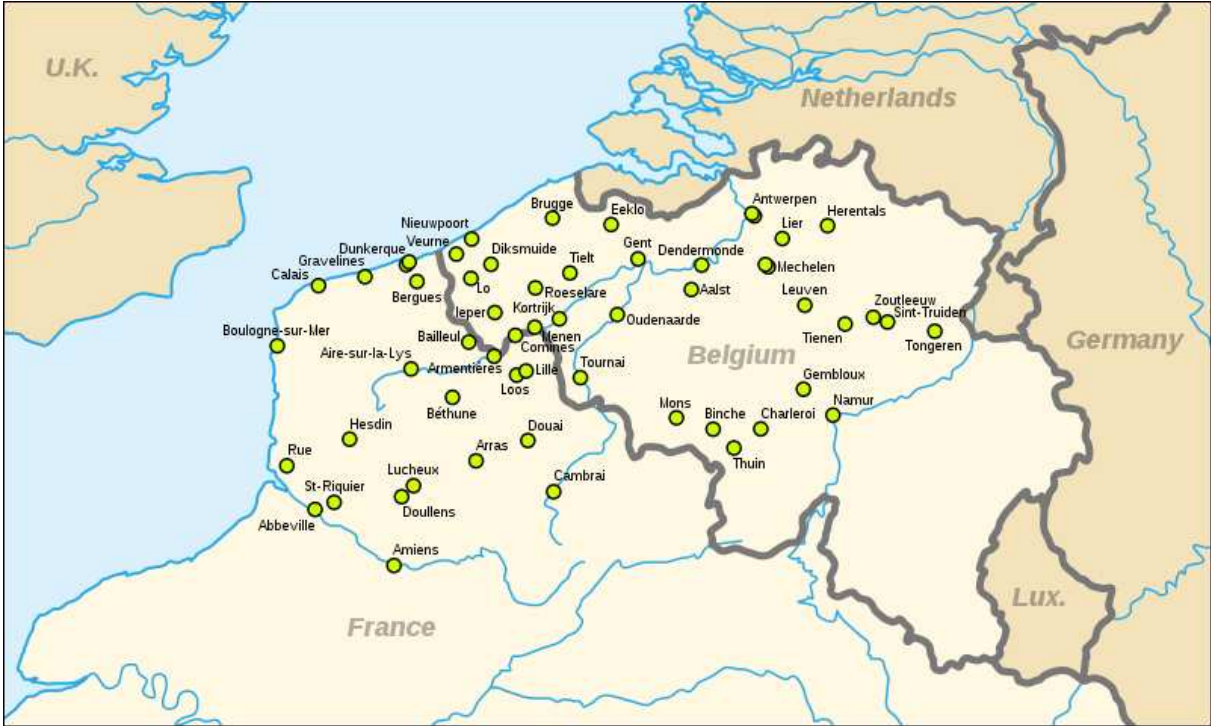 U.K.
Netherlands
Germany
Belgium
Lux.
France
Brugge
Eeklo
Antwerpen
Herentals
Lier
Nieuwpoort
Veurne
Dunkerque
Gravelines
Calais
Diksmuide
Tielt
Gent
Dendermonde
Mechelen
Bergues
Lo
Roeselare
Aalst
Leuven
Zoutleeuw
Sint-Truiden
Ieper
Kortrijk
Oudenaarde
Tienen
Tongeren
Boulogne-sur-Mer
Bailleul
Menen
Comines
Aire-sur-la-Lys
Armentières
Lille
Loos
Tournai
Gembloux
Béthune
Mons
Binche
Charleroi
Namur
Hesdin
Douai
Thuin
Rue
Arras
Lucheux
Cambrai
St-Riquier
Doullens
Abbeville
Amiens